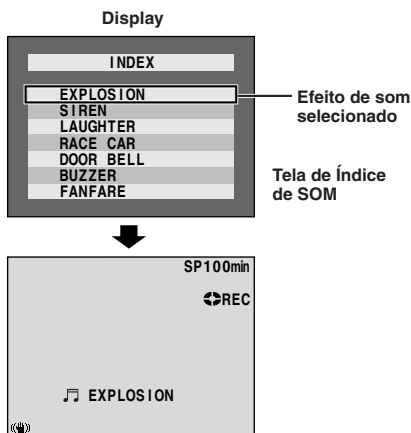 Display
INDEX
EXPLOSION
SIREN
LAUGHTER
RACE CAR
DOOR BELL
BUZZER
FANFARE
Efeito de som
selecionado
Tela de Índice
de SOM
SP100min
REC
EXPLOSION